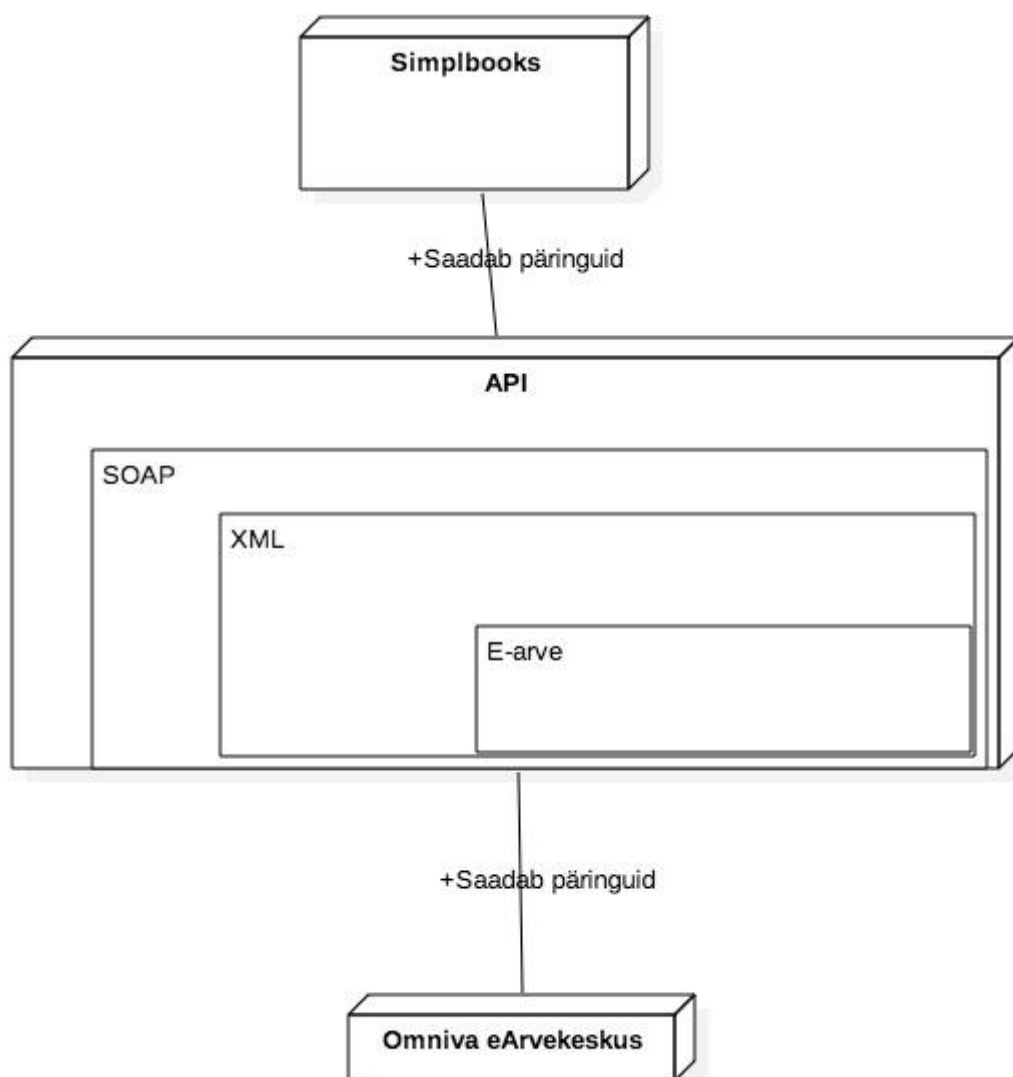 Simplbooks
+Saadab päringuid
API
SOAP
XML
E-arve
+Saadab päringuid
Omniva eArvekeskus